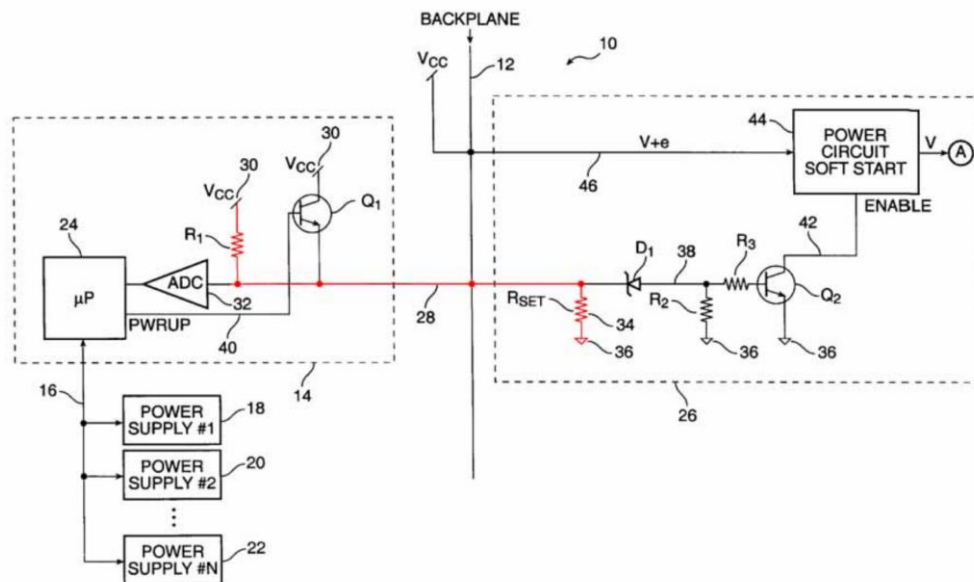 BACKPLANE
10
VCC
12
44
POWER
CIRCUIT
SOFT START
V+e
V
A
46
ENABLE
30
30
VCC
VCC
Q1
24
R1
µP
ADC
32
28
PWRUP
40
D1
38
R3
42
Q2
RSET
34
R2
36
36
36
14
26
16
POWER
SUPPLY #1
18
POWER
SUPPLY #2
20
POWER
SUPPLY #N
22